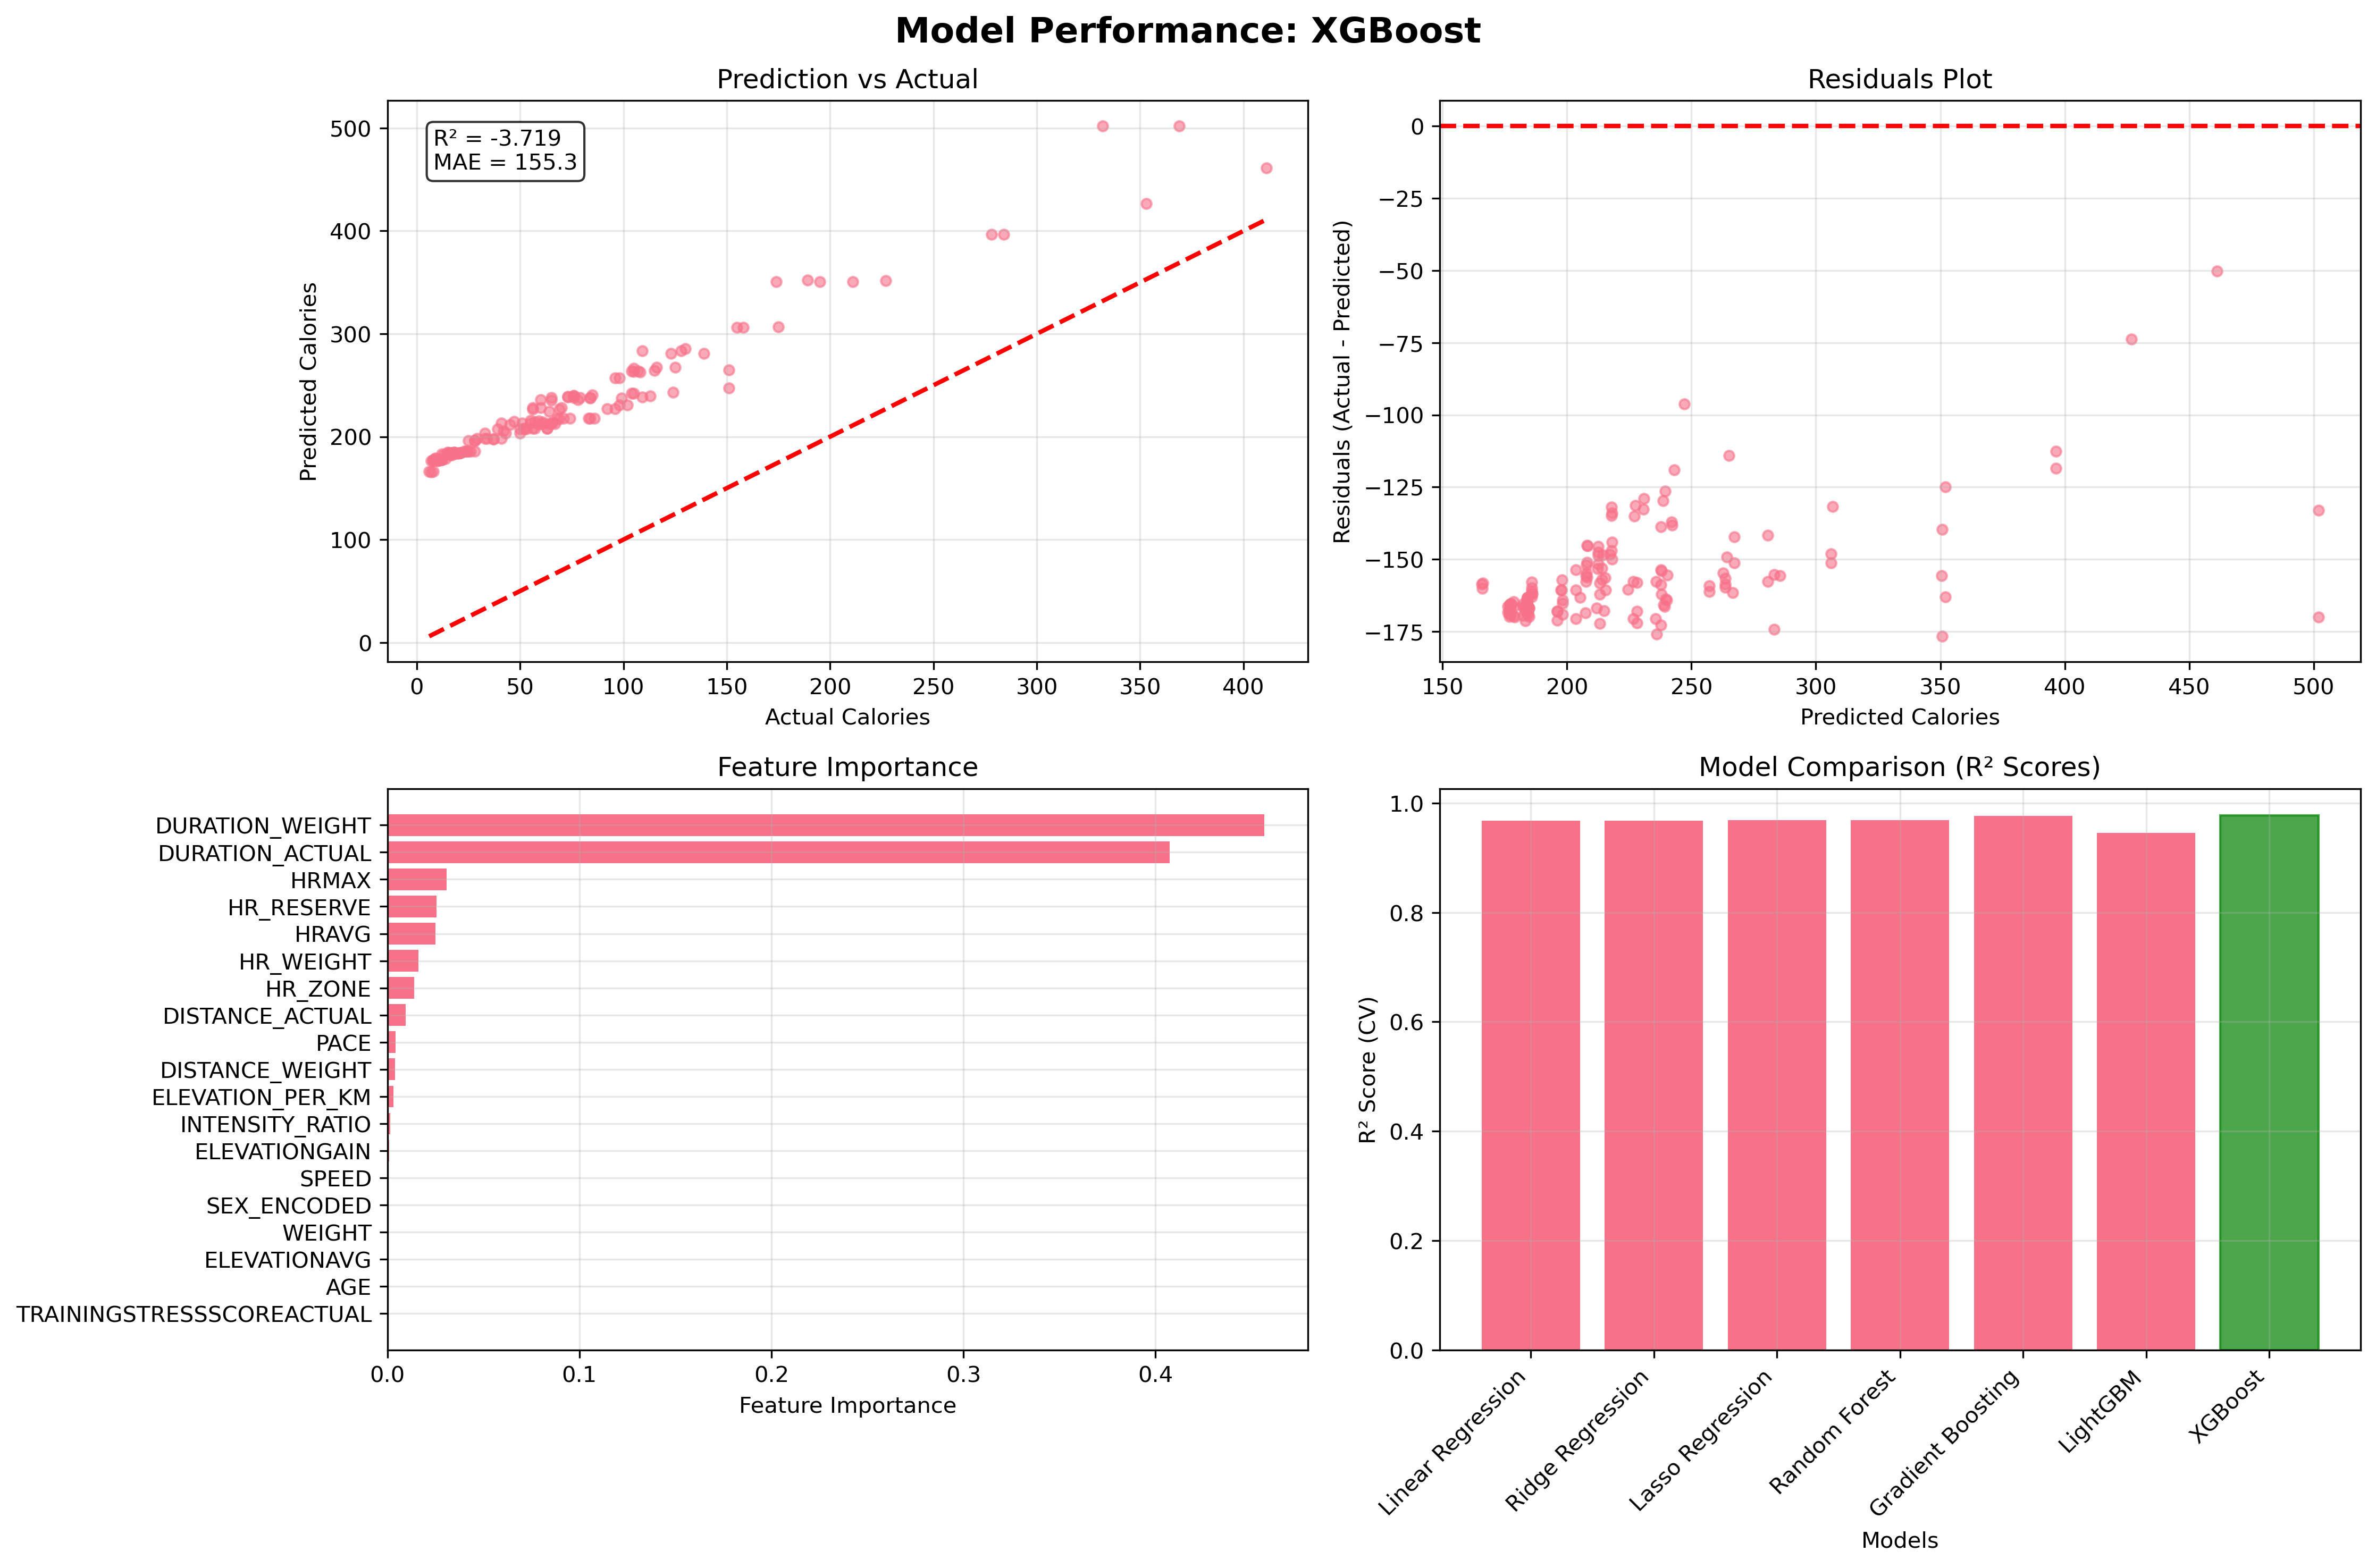 Model Performance: XGBoost
Prediction vs Actual
R² = -3.719
MAE = 155.3
Predicted Calories
500
400
300
200
100
0
0 50 100 150 200 250 300 350 400
Actual Calories
Residuals Plot
Residuals (Actual - Predicted)
0
−25
−50
−75
−100
−125
−150
−175
150 200 250 300 350 400 450 500
Predicted Calories
Feature Importance
DURATION_WEIGHT
DURATION_ACTUAL
HRMAX
HR_RESERVE
HRAVG
HR_WEIGHT
HR_ZONE
DISTANCE_ACTUAL
PACE
DISTANCE_WEIGHT
ELEVATION_PER_KM
INTENSITY_RATIO
ELEVATIONGAIN
SPEED
SEX_ENCODED
WEIGHT
ELEVATIONAVG
AGE
TRAININGSTRESSSCOREACTUAL
0.0 0.1 0.2 0.3 0.4
Feature Importance
Model Comparison (R² Scores)
R² Score (CV)
1.0
0.8
0.6
0.4
0.2
0.0
Linear Regression
Ridge Regression
Lasso Regression
Random Forest
Gradient Boosting
LightGBM
XGBoost
Models